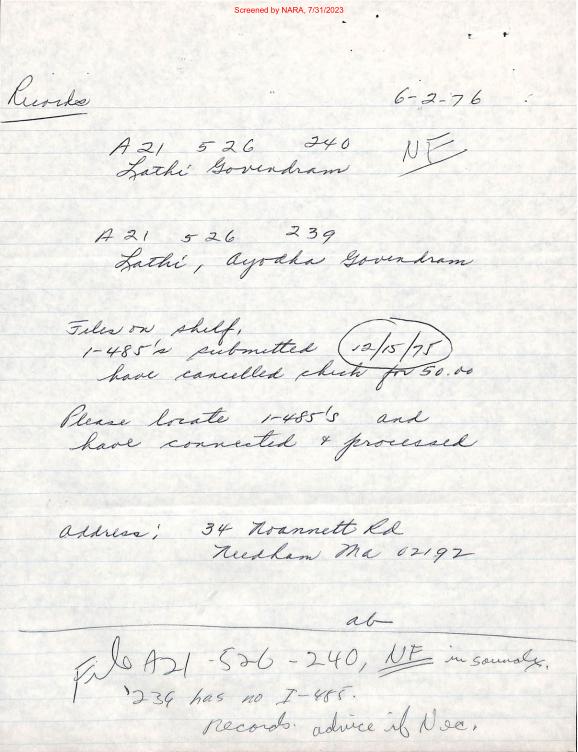 Screened by NARA, 7/31/2023
Records
6-2-76
A21 526 240
NF
Lathi Govendram
A21 526 239
Lathi, Ayodha Govendram
Files on shelf.
1-485's submitted 12/15/75
have cancelled check for 50.00
Please locate 1-485's and
have connected & processed
address: 34 Noannett Rd
Needham Ma 02192
ab
File A21-526-240, NF in soundex.
'239 has no I-485.
Records. advice if Nec.